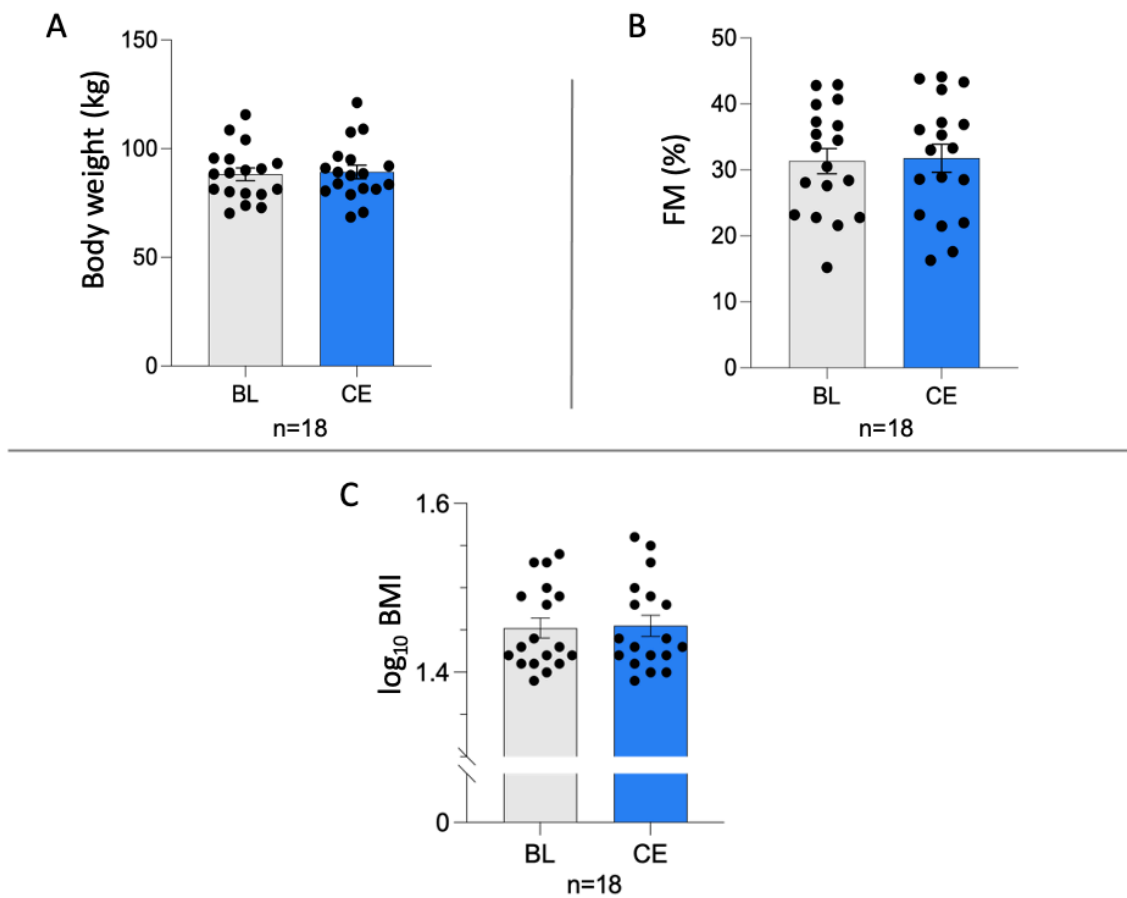 A
Body weight (kg)
150
100
50
0
BL CE
n=18
B
FM (%)
50
40
30
20
10
0
BL CE
n=18
C
log₁₀ BMI
1.6
1.4
0
BL CE
n=18